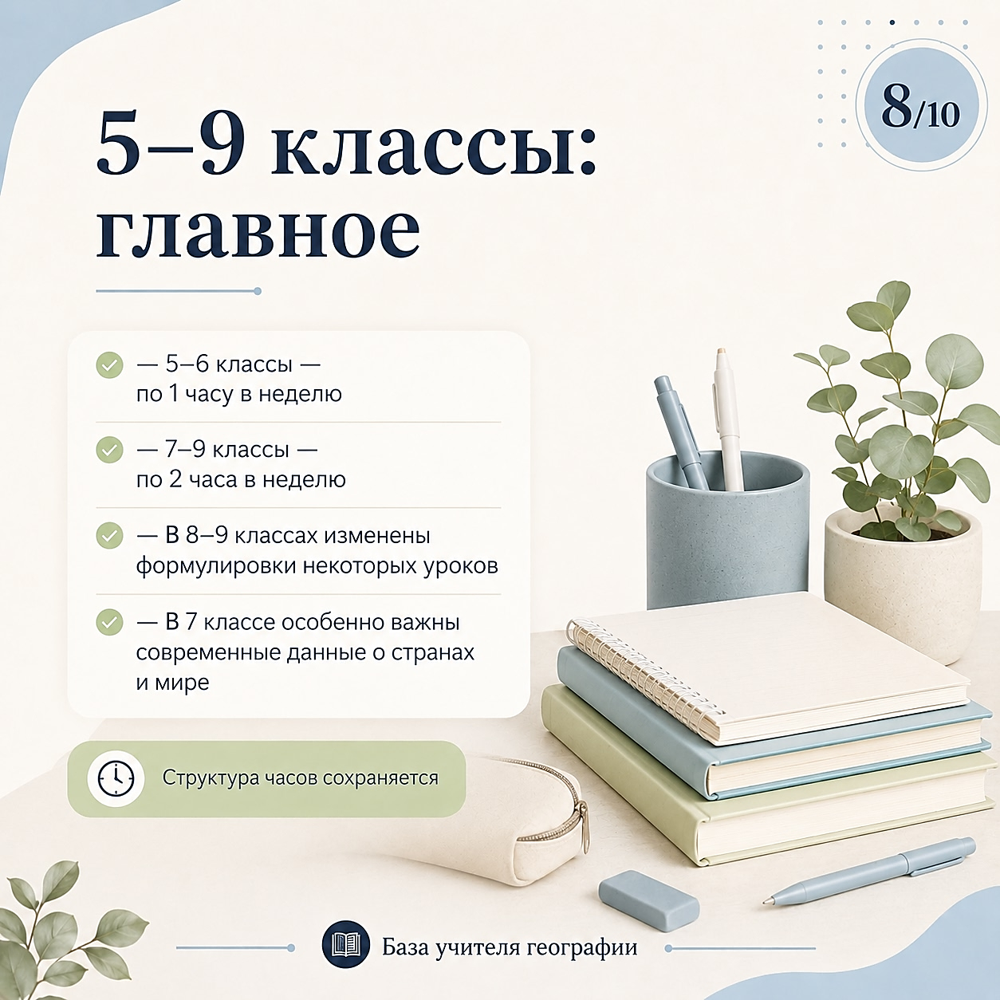 8/10
5–9 классы:
главное
— 5–6 классы —
по 1 часу в неделю
— 7–9 классы —
по 2 часа в неделю
— В 8–9 классах изменены
формулировки некоторых уроков
— В 7 классе особенно важны
современные данные о странах
и мире
Структура часов сохраняется
База учителя географии